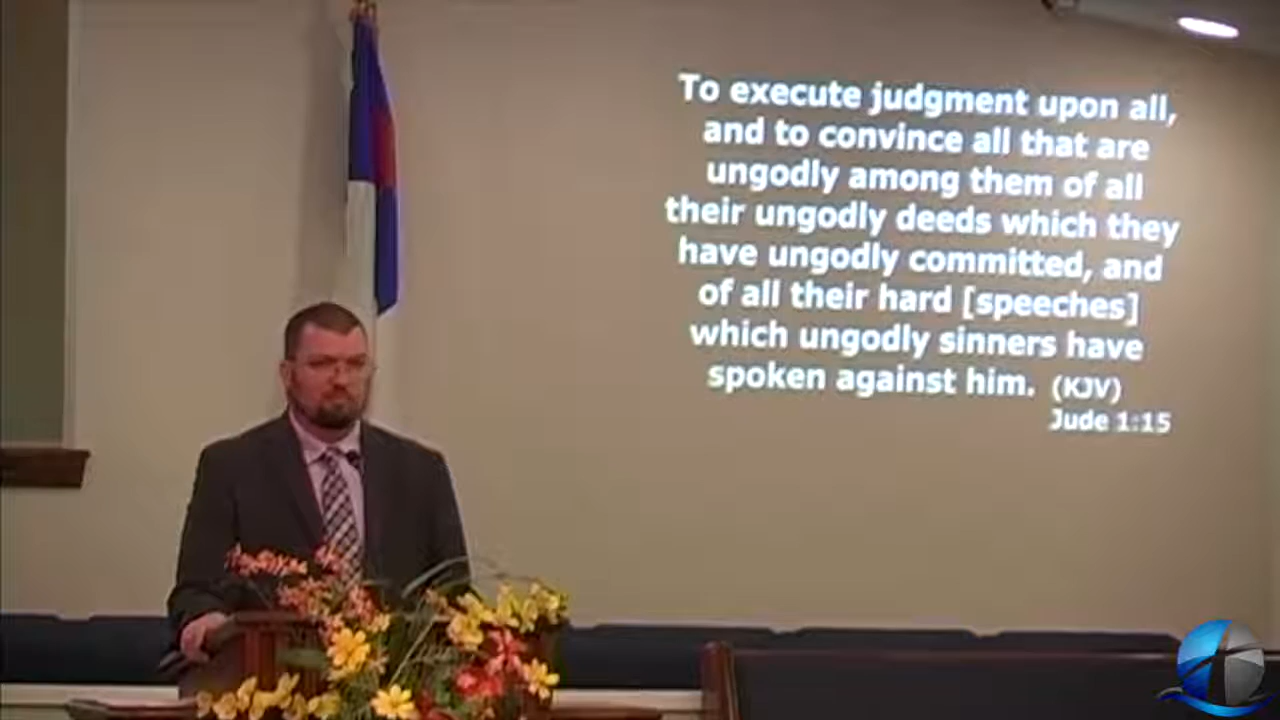 To execute judgment upon all,
and to convince all that are
ungodly among them of all
their ungodly deeds which they
have ungodly committed, and
of all their hard [speeches]
which ungodly sinners have
spoken against him. (KJV)
Jude 1:15